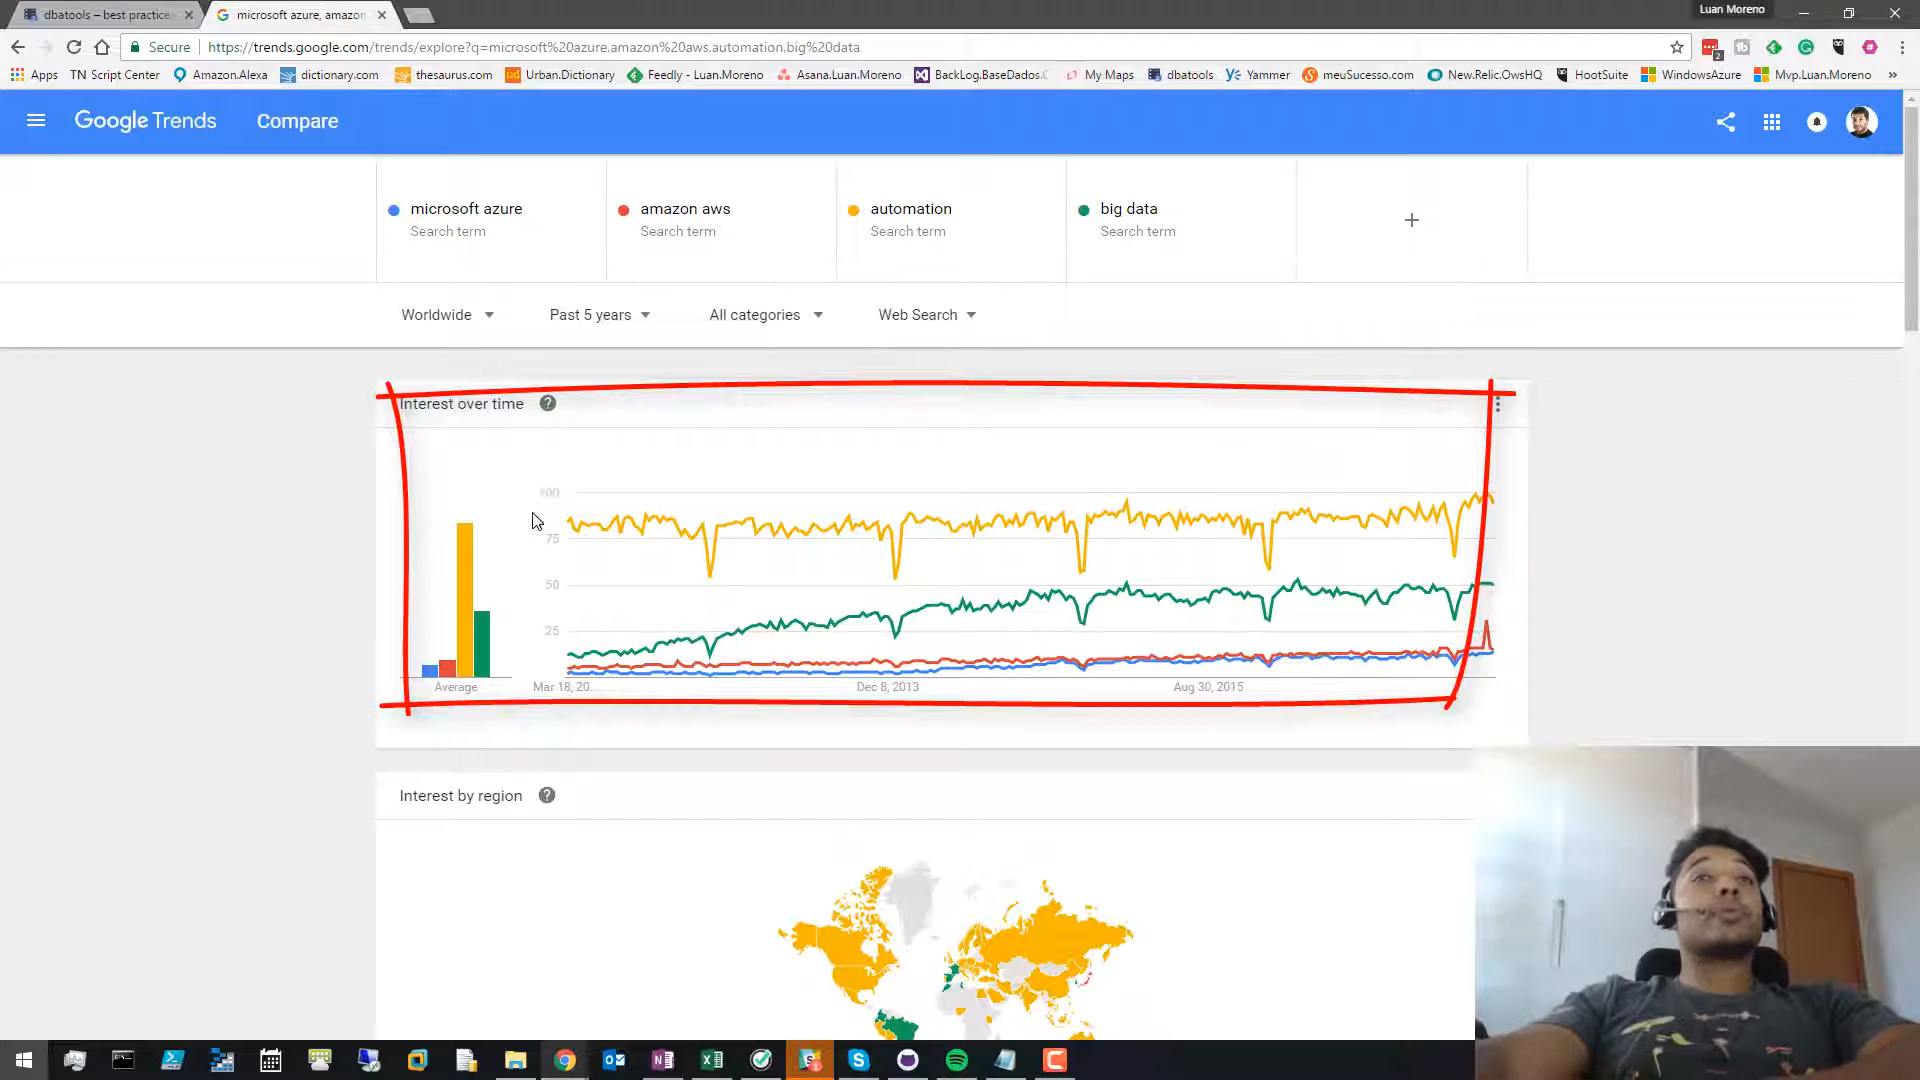 dbatools – best practice
microsoft azure, amazon
Luan Moreno
Secure
https://trends.google.com/trends/explore?q=microsoft%20azure,amazon%20aws,automation,big%20data
Apps
TN Script Center
Amazon.Alexa
dictionary.com
thesaurus.com
Urban.Dictionary
Feedly - Luan.Moreno
Asana.Luan.Moreno
BackLog.BaseDados.C
My Maps
dbatools
Yammer
meuSucesso.com
New.Relic.OwsHQ
HootSuite
WindowsAzure
Mvp.Luan.Moreno
»
Google Trends
Compare
microsoft azure
Search term
amazon aws
Search term
automation
Search term
big data
Search term
+
Worldwide
Past 5 years
All categories
Web Search
Interest over time
?
100
75
50
25
Average
Mar 18, 20...
Dec 8, 2013
Aug 30, 2015
Interest by region
?